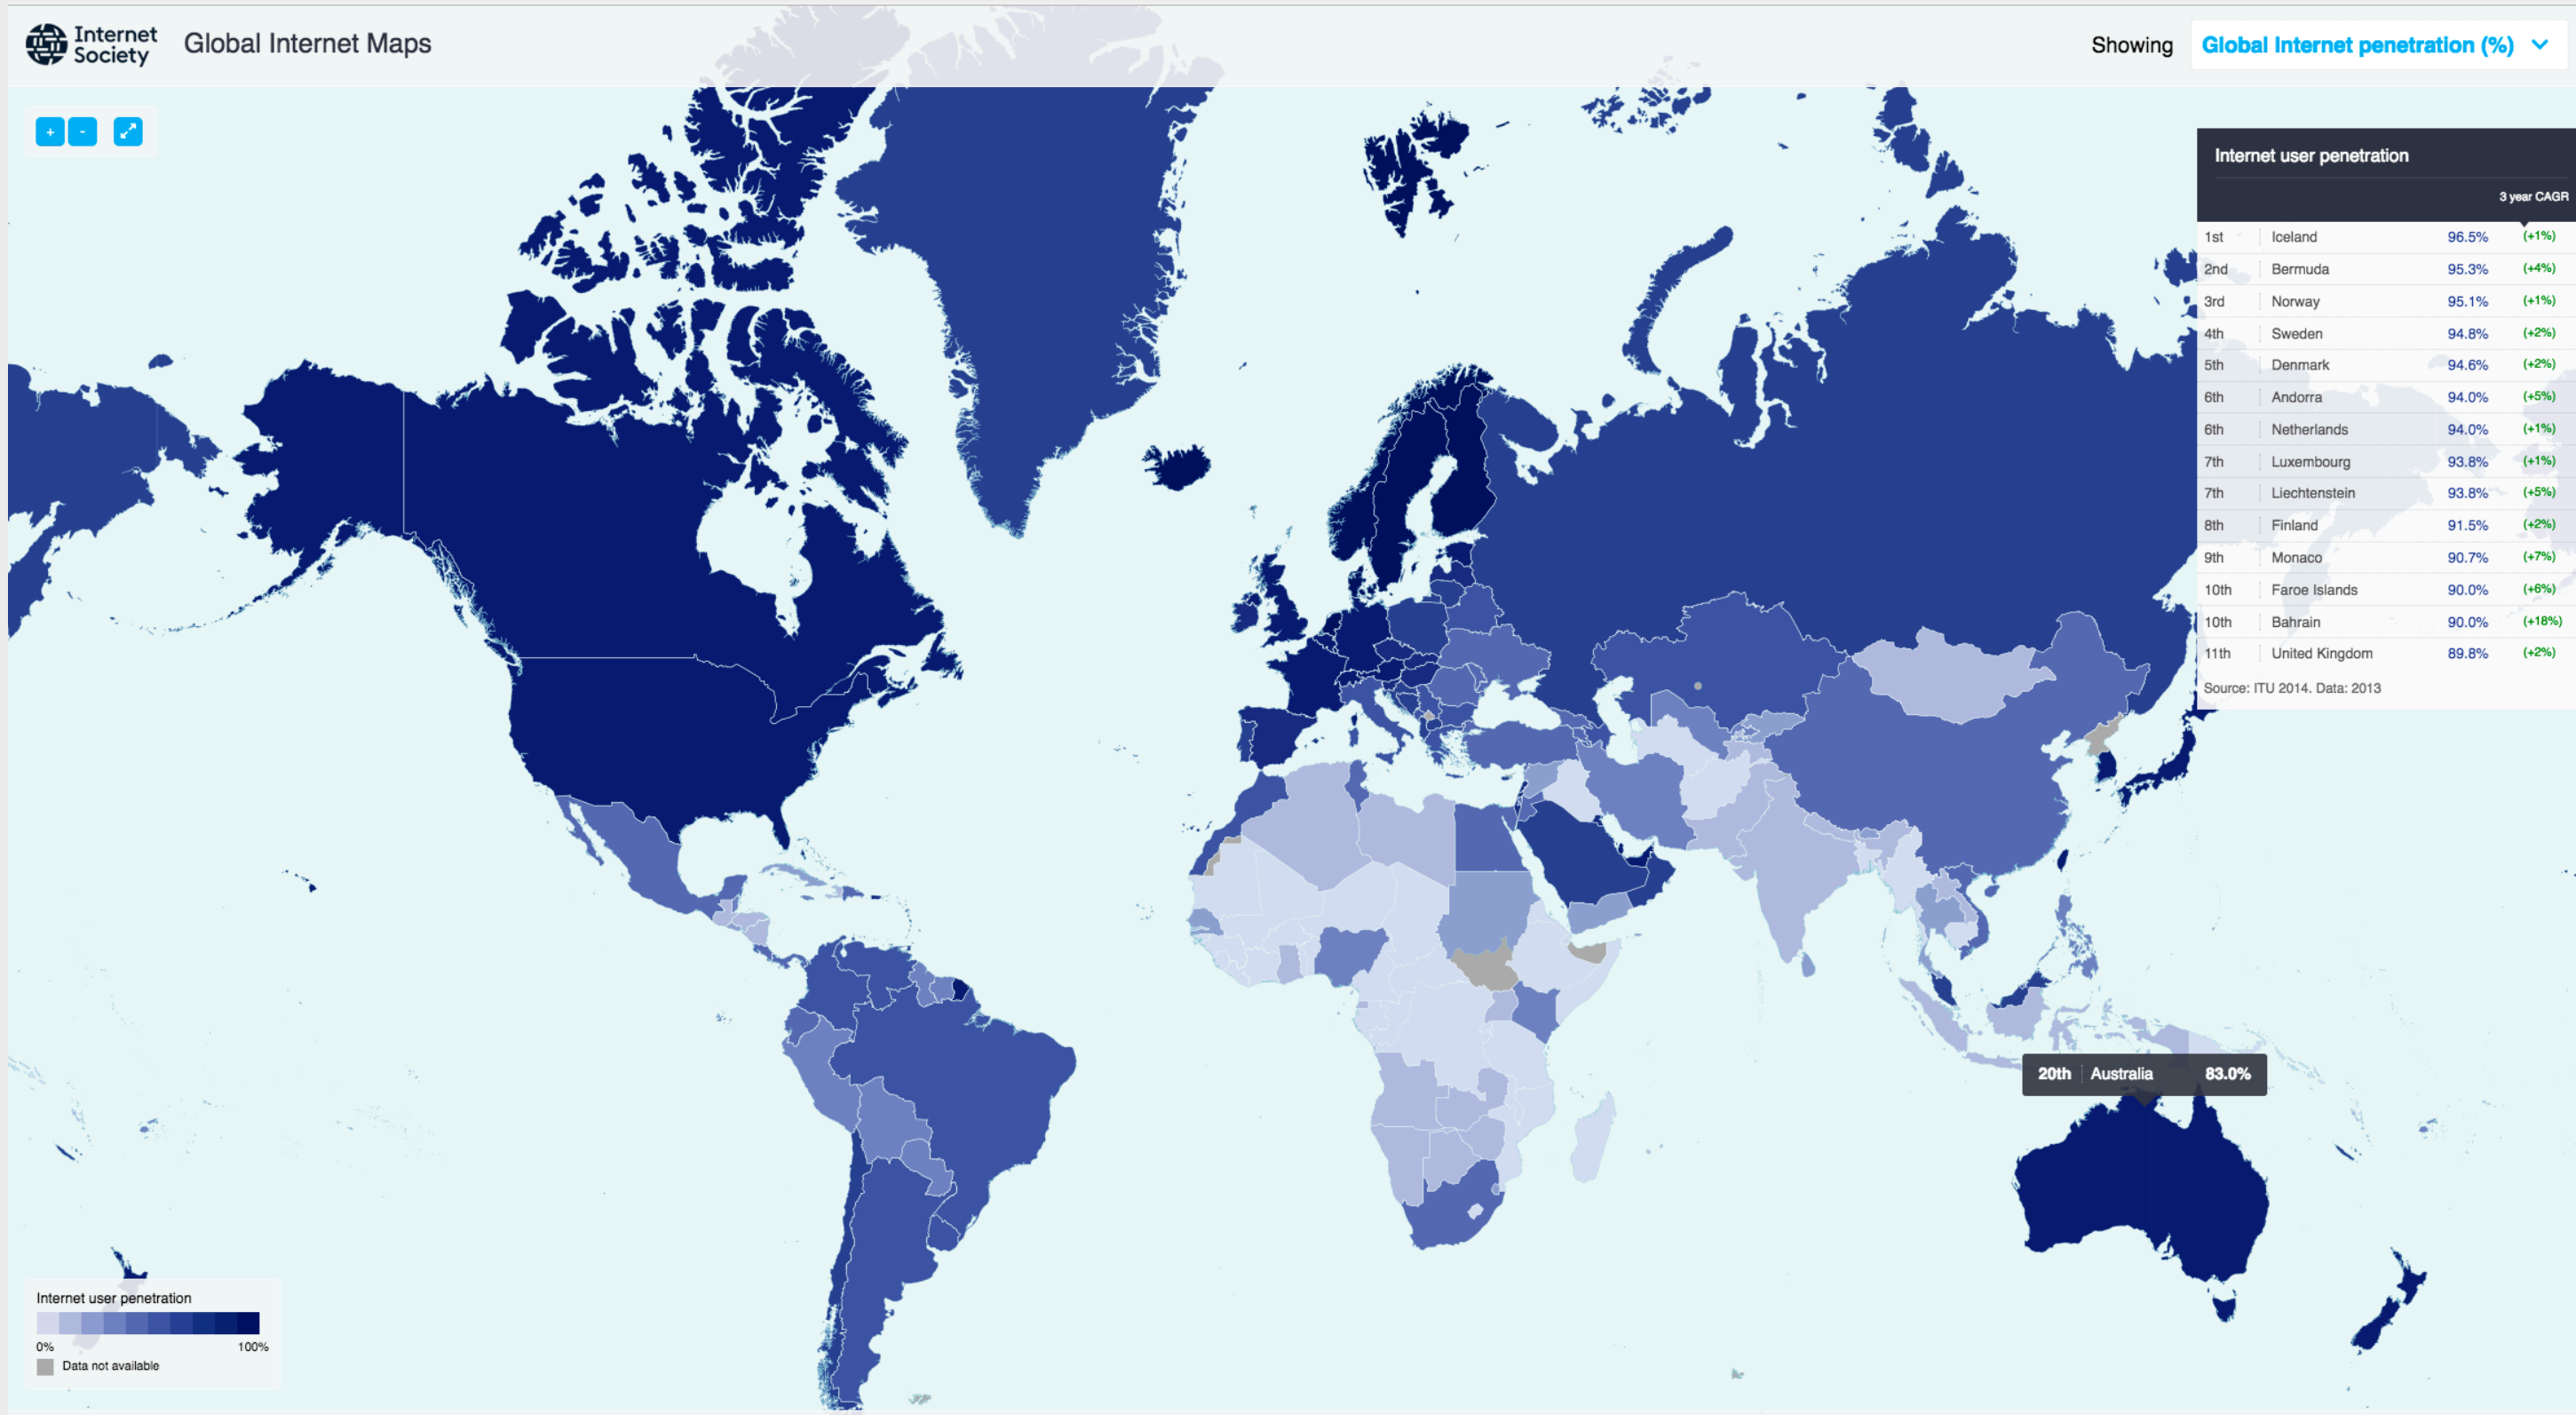 Internet
Society
Global Internet Maps
Showing
Global Internet penetration (%)
+
-
Internet user penetration
3 year CAGR
1st Iceland 96.5% (+1%)
2nd Bermuda 95.3% (+4%)
3rd Norway 95.1% (+1%)
4th Sweden 94.8% (+2%)
5th Denmark 94.6% (+2%)
6th Andorra 94.0% (+5%)
6th Netherlands 94.0% (+1%)
7th Luxembourg 93.8% (+1%)
7th Liechtenstein 93.8% (+5%)
8th Finland 91.5% (+2%)
9th Monaco 90.7% (+7%)
10th Faroe Islands 90.0% (+6%)
10th Bahrain 90.0% (+18%)
11th United Kingdom 89.8% (+2%)
Source: ITU 2014. Data: 2013
20th Australia 83.0%
Internet user penetration
0% 100%
Data not available